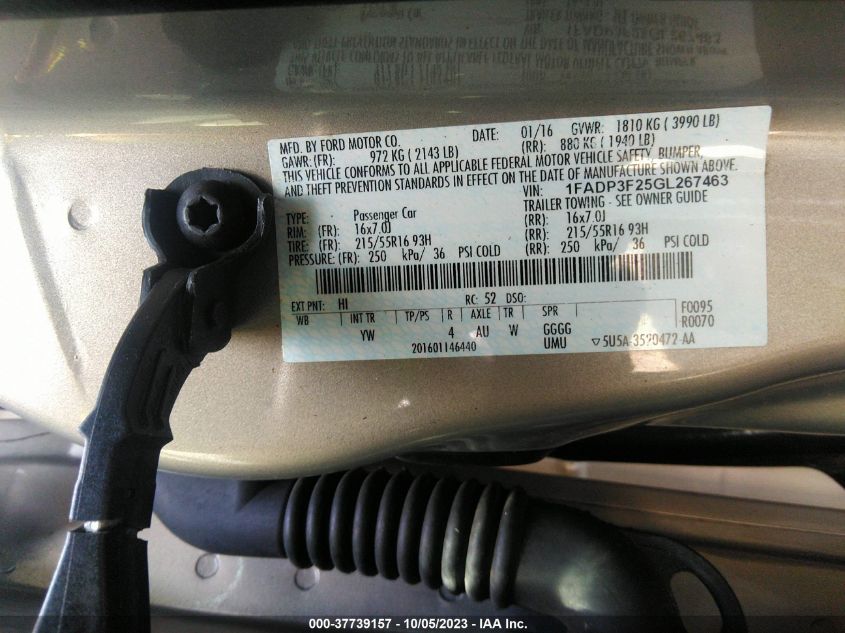 MFD. BY FORD MOTOR CO. DATE: 01/16 GVWR: 1810 KG ( 3990 LB)
GAWR: (FR) 972 KG ( 2143 LB) (RR): 880 KG ( 1940 LB)
THIS VEHICLE CONFORMS TO ALL APPLICABLE FEDERAL MOTOR VEHICLE SAFETY, BUMPER,
AND THEFT PREVENTION STANDARDS IN EFFECT ON THE DATE OF MANUFACTURE SHOWN ABOVE.
VIN: 1FADP3F25GL267463
TYPE: Passenger Car TRAILER TOWING - SEE OWNER GUIDE
RIM: (FR) 16x7.0J (RR): 16x7.0J
TIRE: (FR): 215/55R16 93H (RR): 215/55R16 93H
PRESSURE: (FR): 250 kPa/ 36 PSI COLD (RR): 250 kPa/ 36 PSI COLD
EXT PNT: HI RC: 52 DSO:
WB INT TR TP/PS R AXLE TR SPR F0095
YW 4 AU W GGGG R0070
201601146440 UMU ▽5U5A-3590472-AA
000-37739157 - 10/05/2023 - IAA Inc.